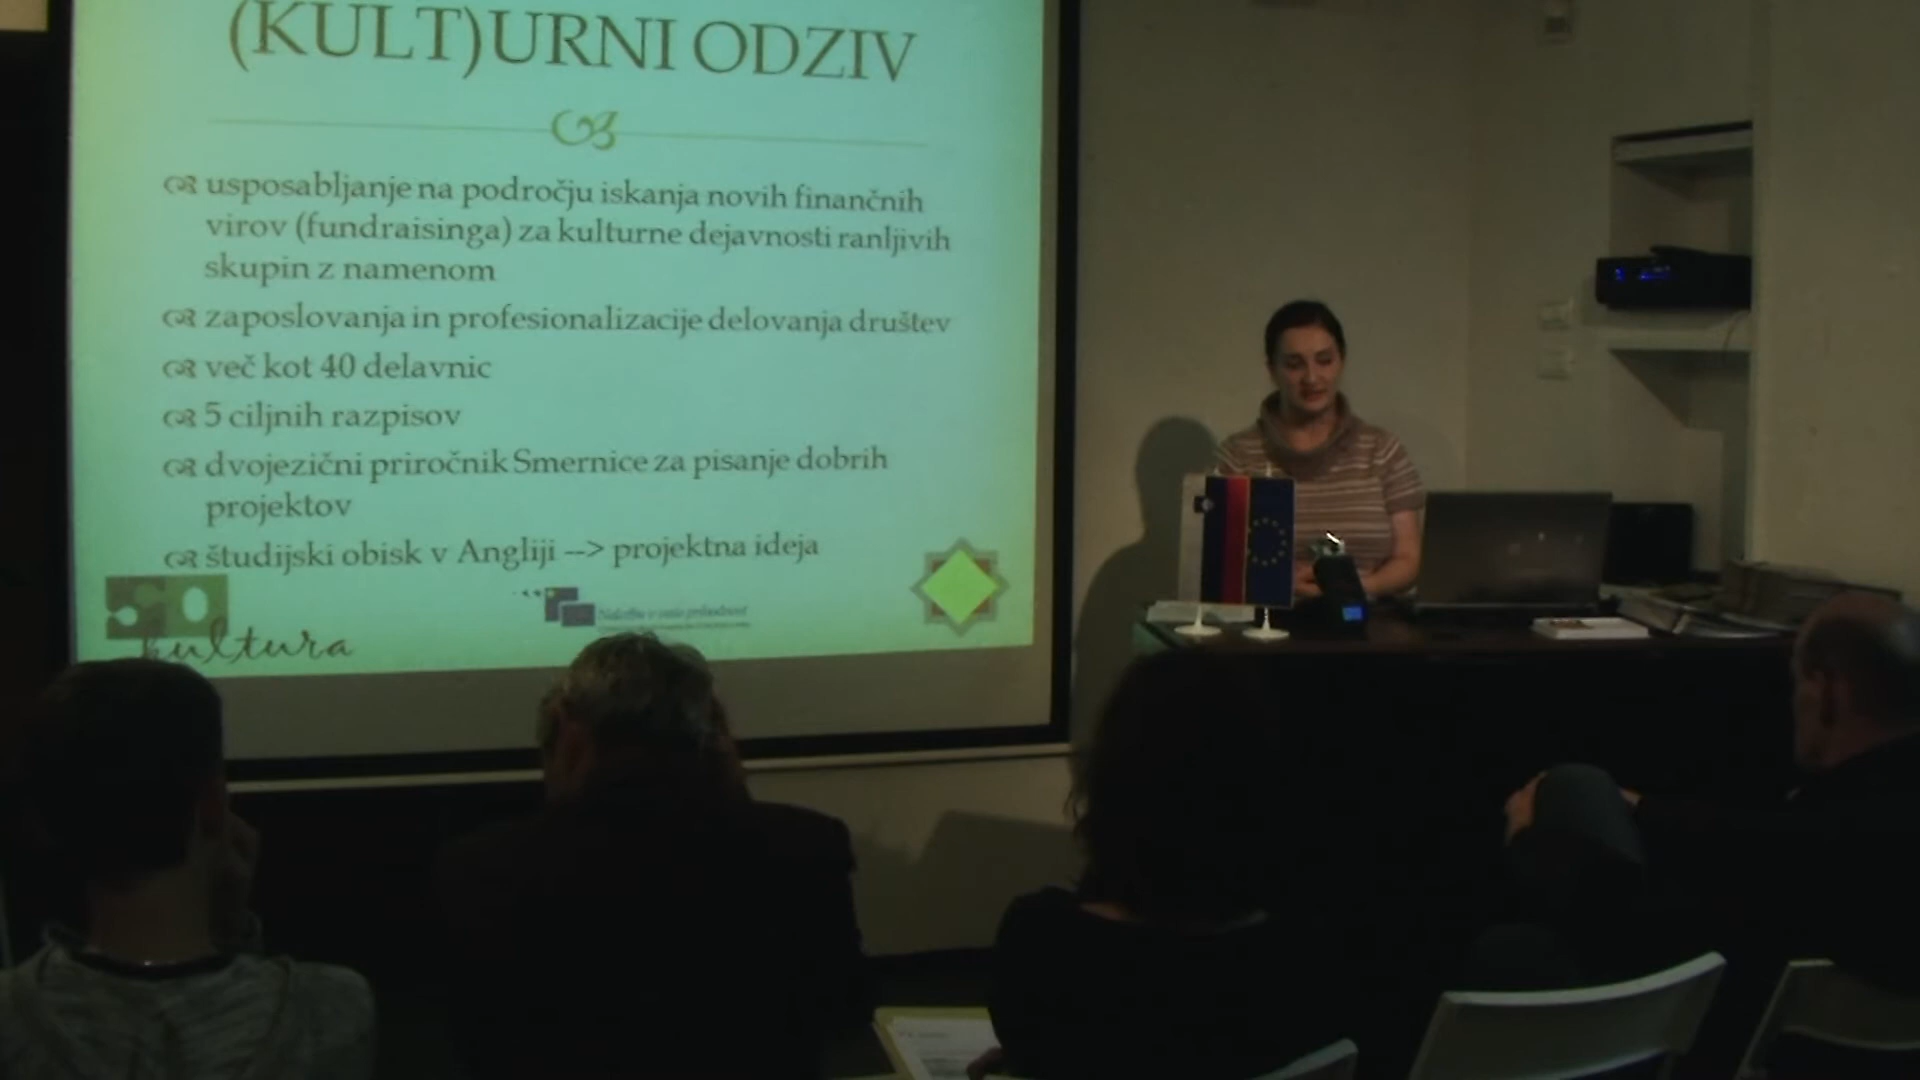 (KULT)URNI ODZIV
usposabljanje na področju iskanja novih finančnih
virov (fundraisinga) za kulturne dejavnosti ranljivih
skupin z namenom
zaposlovanja in profesionalizacije delovanja društev
več kot 40 delavnic
5 ciljnih razpisov
dvojezični priročnik Smernice za pisanje dobrih
projektov
študijski obisk v Angliji --> projektna ideja
Naložba v vašo prihodnost
kultura